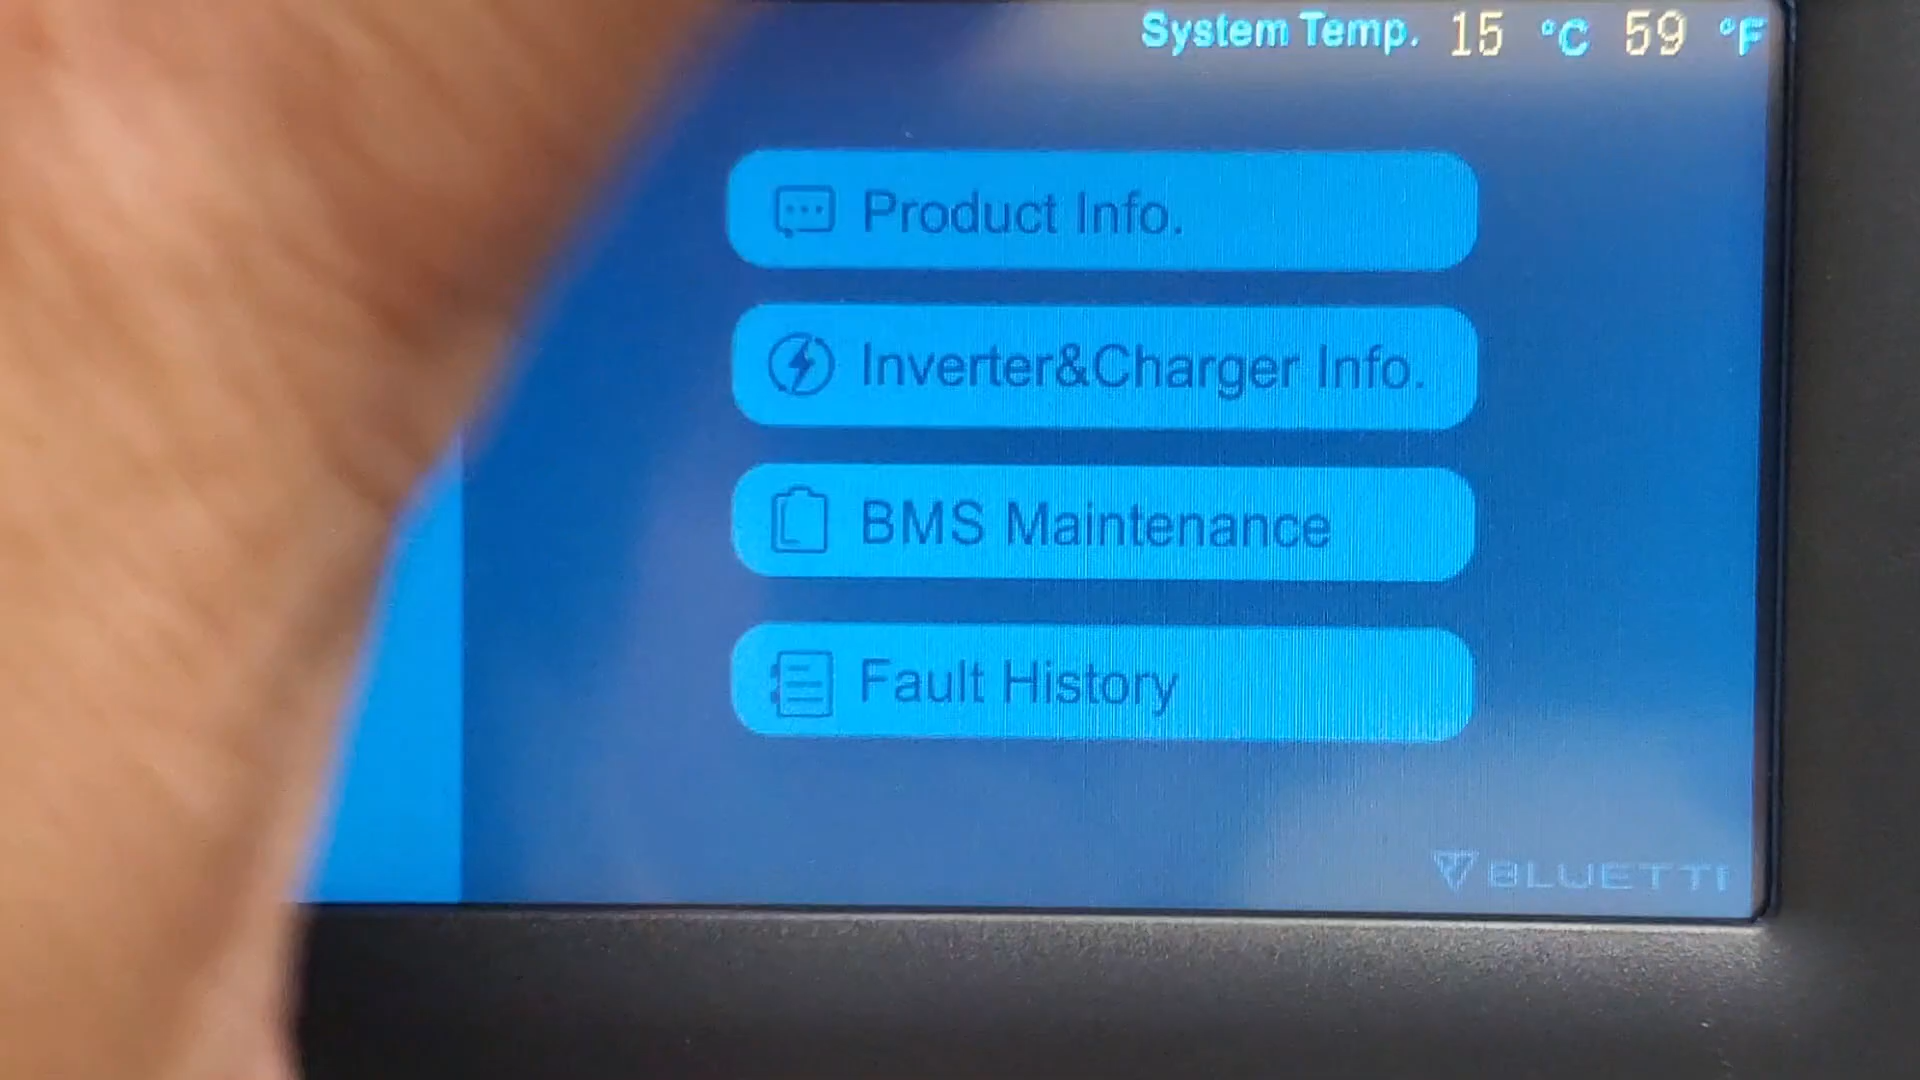 System Temp. 15 °C 59 °F
Product Info.
Inverter&Charger Info.
BMS Maintenance
Fault History
BLUETTI